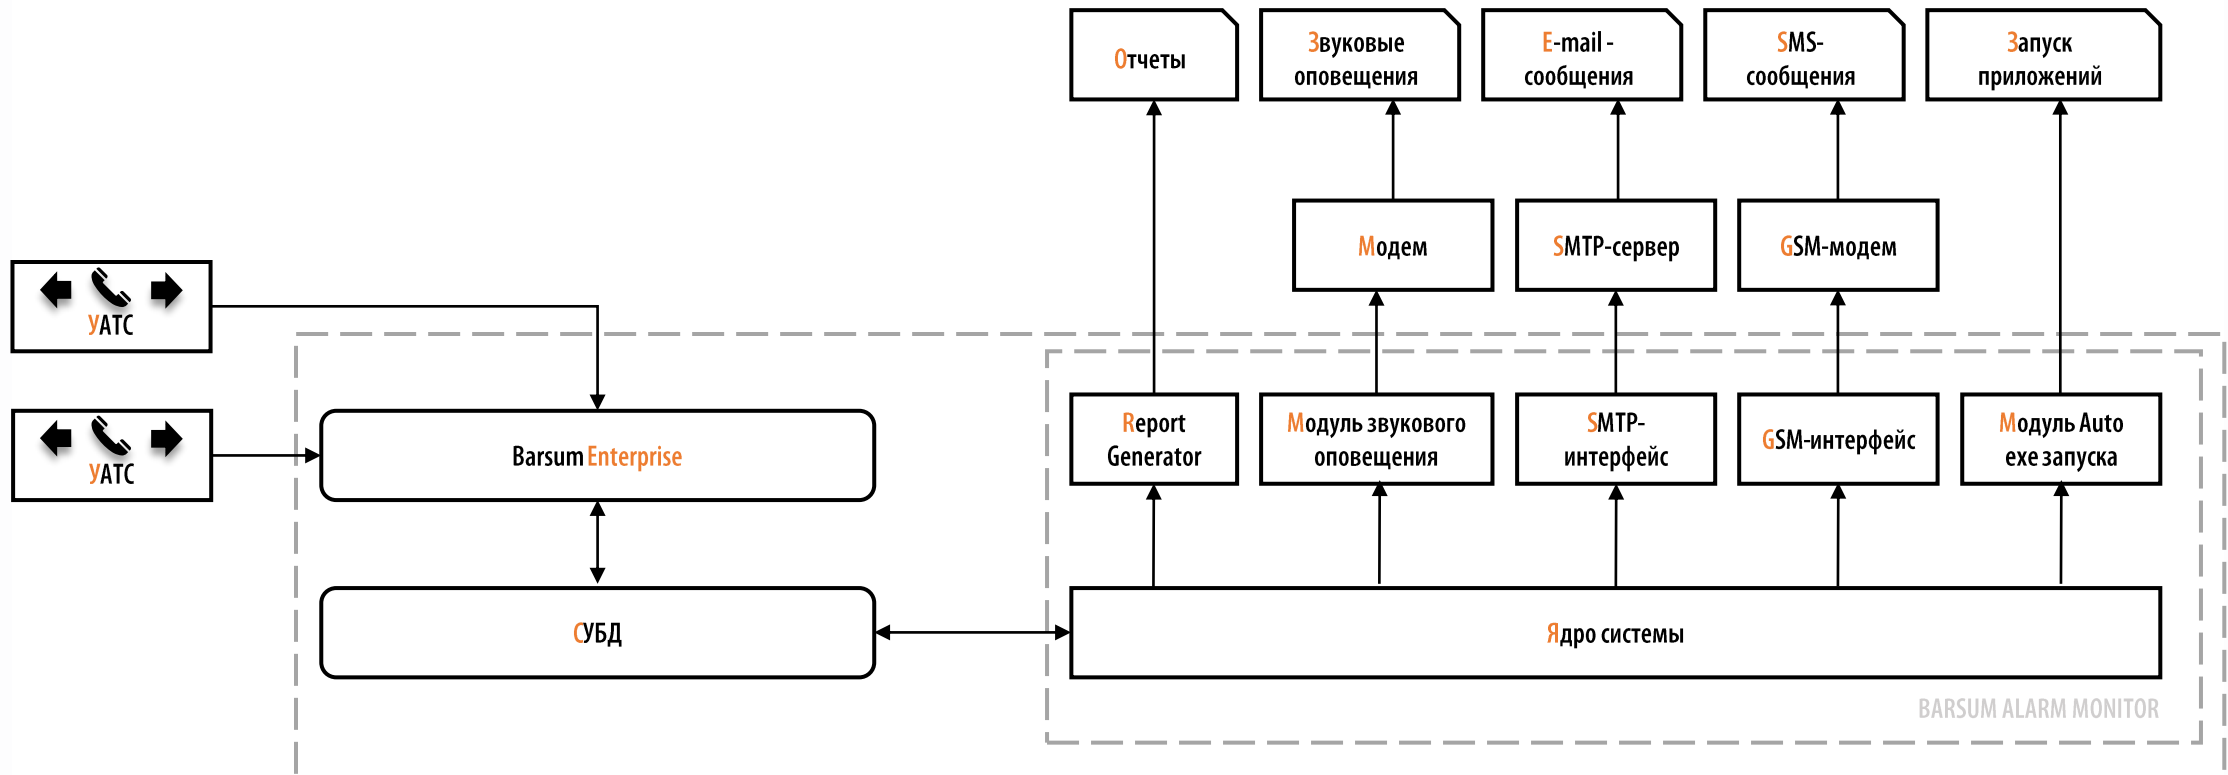 Отчеты
Звуковые
оповещения
E-mail -
сообщения
SMS-
сообщения
Запуск
приложений
Модем
SMTP-сервер
GSM-модем
УАТС
УАТС
Barsum Enterprise
Report
Generator
Модуль звукового
оповещения
SMTP-
интерфейс
GSM-интерфейс
Модуль Auto
exe запуска
СУБД
Ядро системы
BARSUM ALARM MONITOR